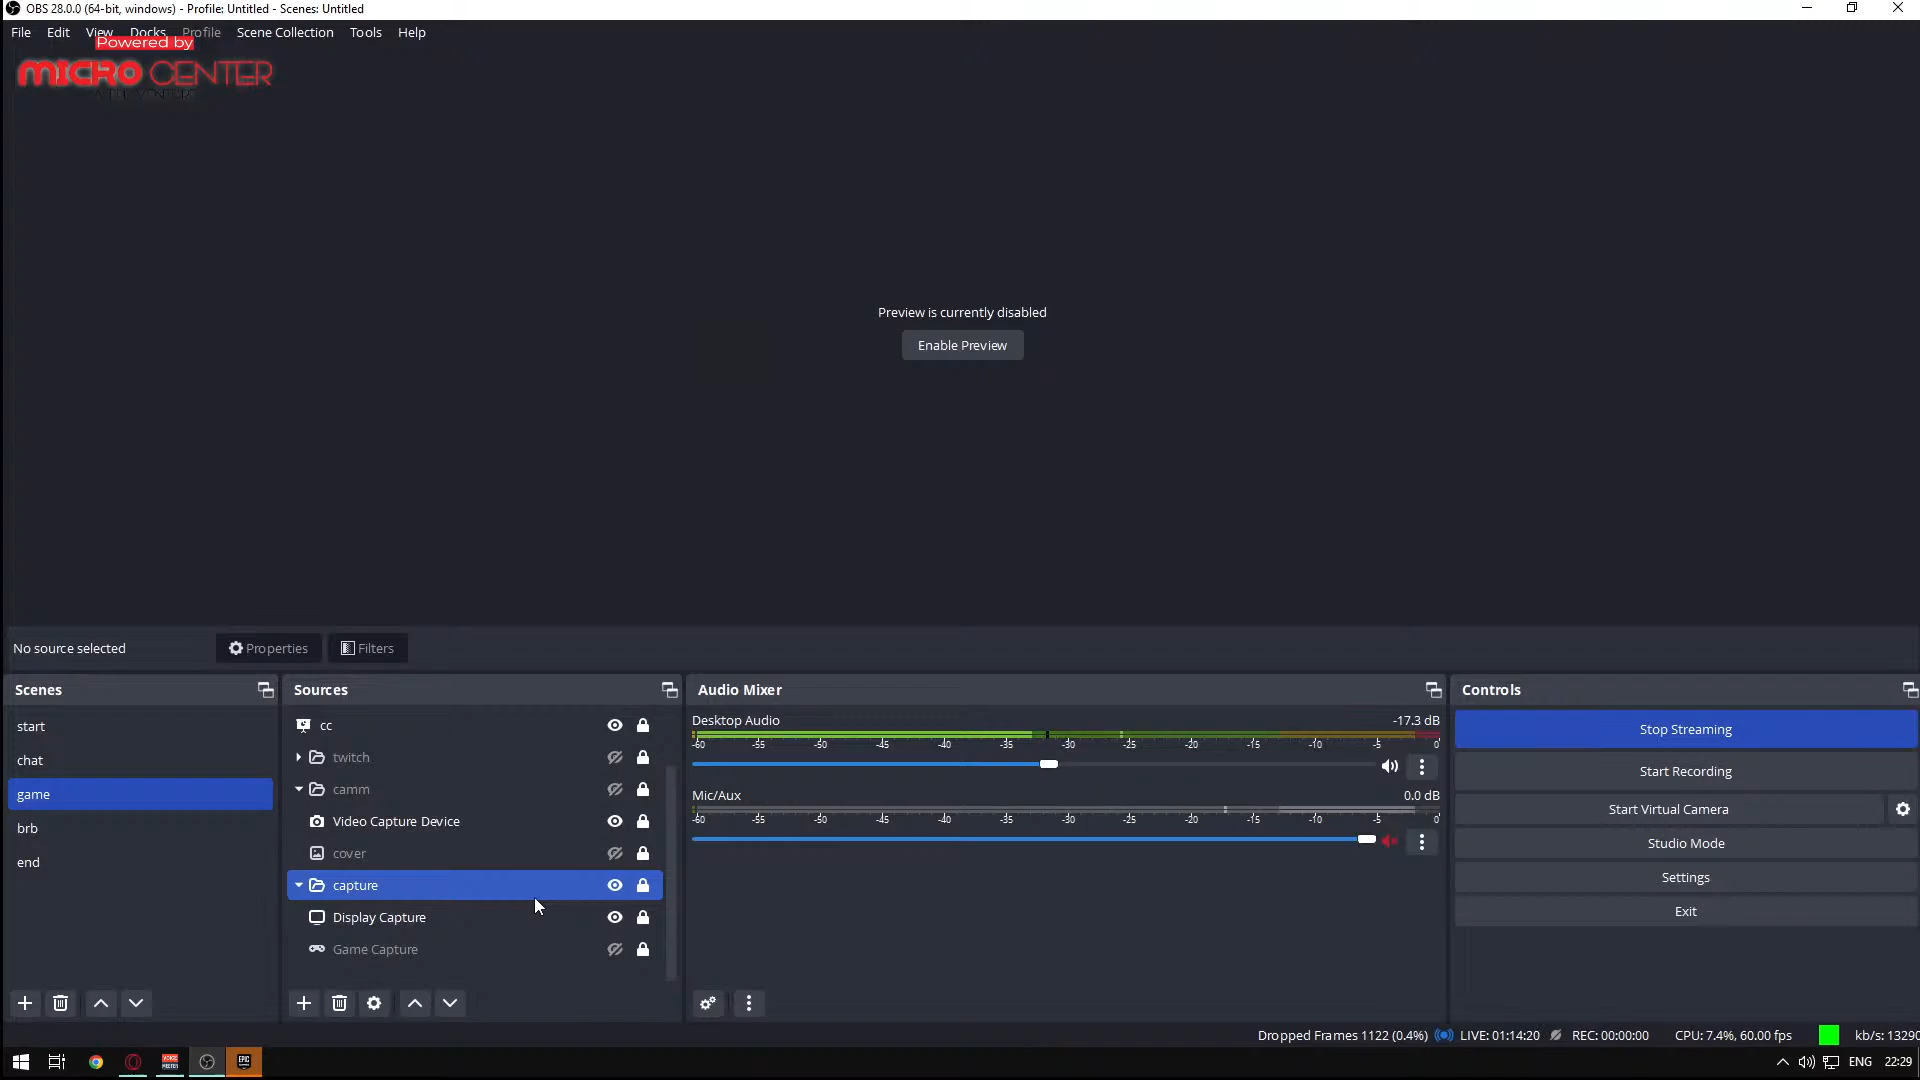 OBS 28.0.0 (64-bit, windows) - Profile: Untitled - Scenes: Untitled
File Edit View Docks Profile Scene Collection Tools Help
Powered by
MICRO CENTER
Preview is currently disabled
Enable Preview
No source selected
Properties
Filters
Scenes
start
chat
game
brb
end
Sources
cc
twitch
camm
Video Capture Device
cover
capture
Display Capture
Game Capture
Audio Mixer
Desktop Audio
-17.3 dB
-60 -55 -50 -45 -40 -35 -30 -25 -20 -15 -10 -5 0
Mic/Aux
0.0 dB
-60 -55 -50 -45 -40 -35 -30 -25 -20 -15 -10 -5 0
Controls
Stop Streaming
Start Recording
Start Virtual Camera
Studio Mode
Settings
Exit
Dropped Frames 1122 (0.4%) LIVE: 01:14:20 REC: 00:00:00 CPU: 7.4%, 60.00 fps kb/s: 13290
EPIC
ENG 22:29